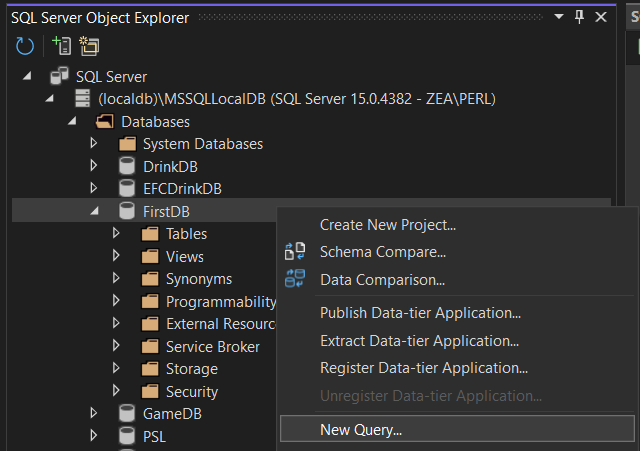 SQL Server Object Explorer
SQL Server
(localdb)\MSSQLLocalDB (SQL Server 15.0.4382 - ZEA\PERL)
Databases
System Databases
DrinkDB
EFCDrinkDB
FirstDB
Tables
Views
Synonyms
Programmability
External Resourc
Service Broker
Storage
Security
GameDB
PSL
Create New Project...
Schema Compare...
Data Comparison...
Publish Data-tier Application...
Extract Data-tier Application...
Register Data-tier Application...
Unregister Data-tier Application...
New Query...